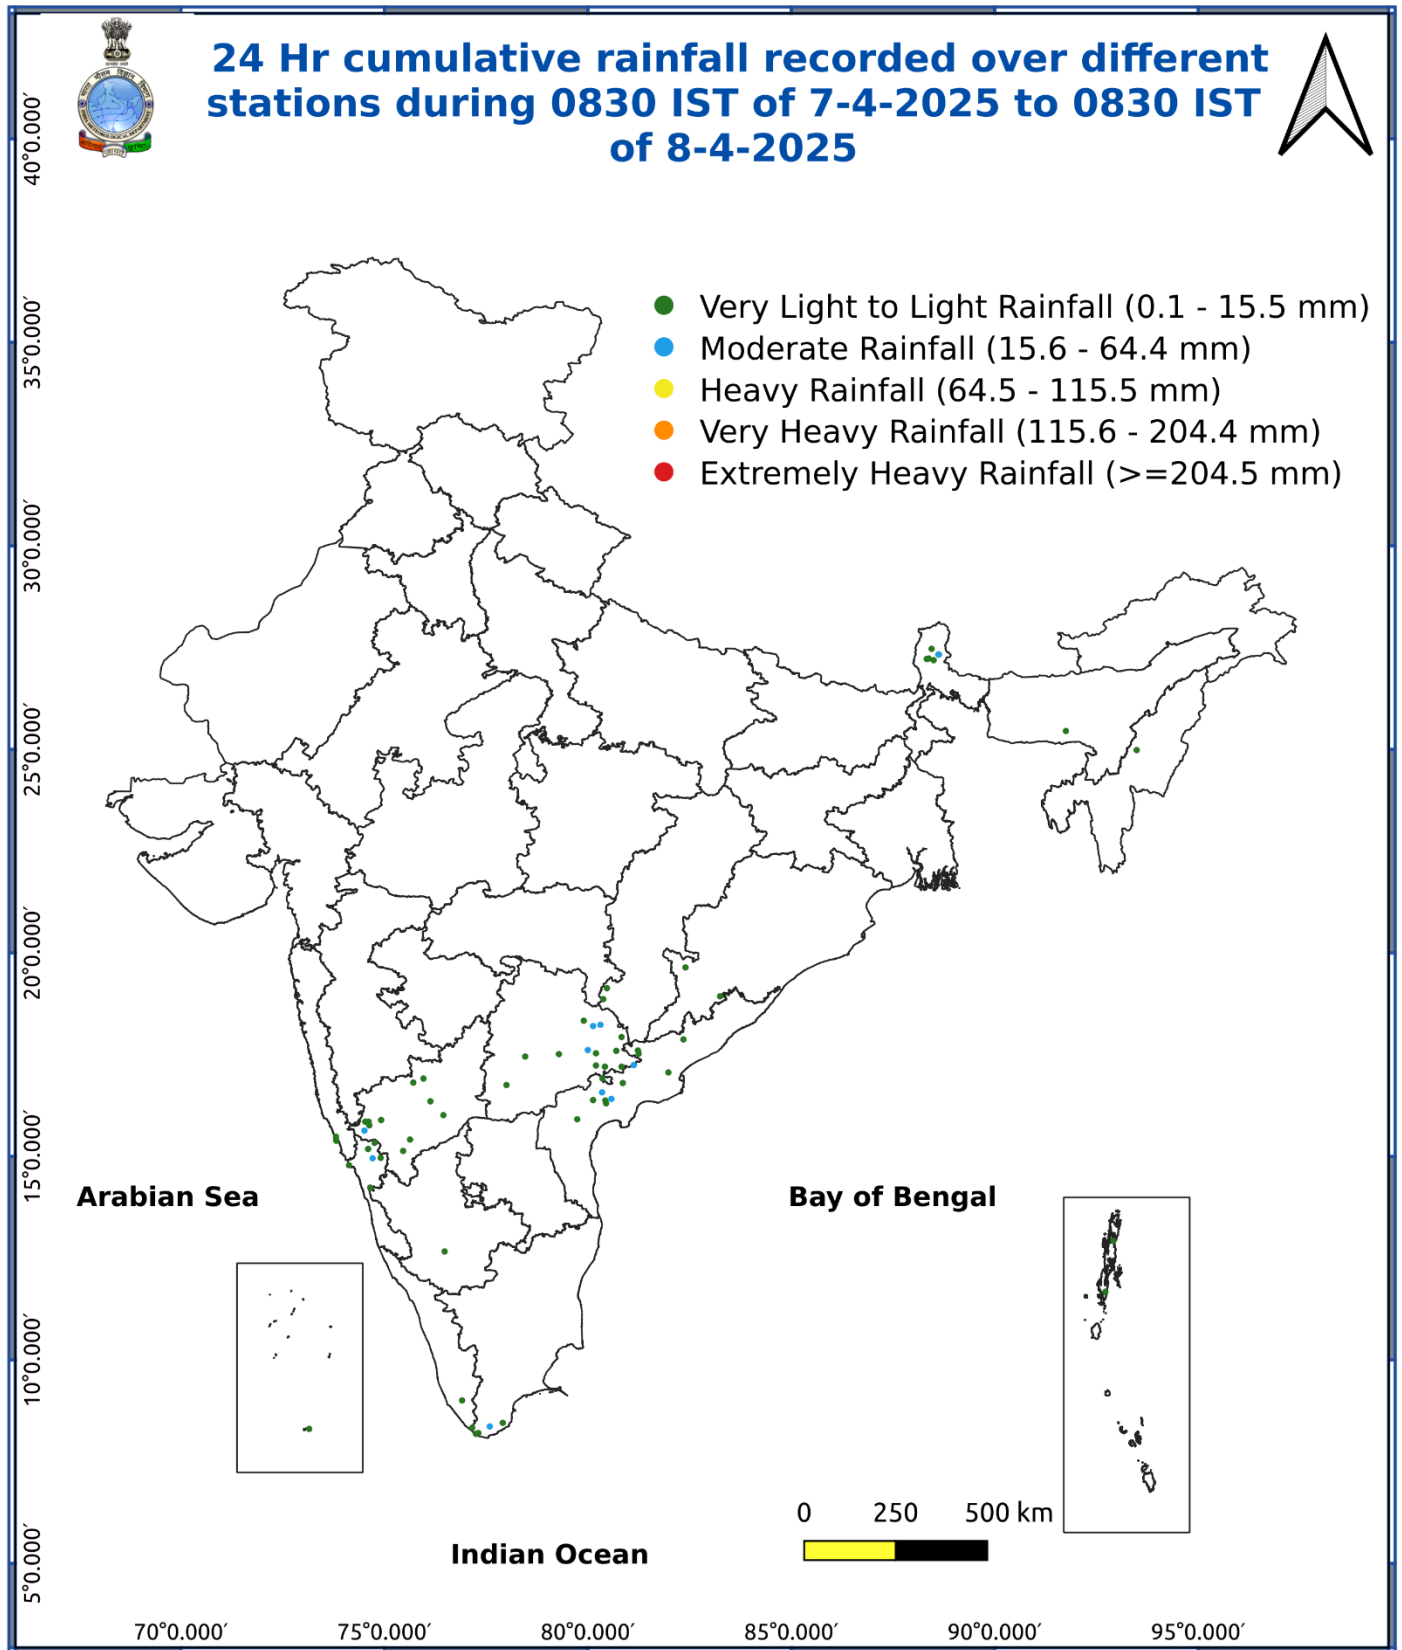 24 Hr cumulative rainfall recorded over different
stations during 0830 IST of 7-4-2025 to 0830 IST
of 8-4-2025
Very Light to Light Rainfall (0.1 - 15.5 mm)
Moderate Rainfall (15.6 - 64.4 mm)
Heavy Rainfall (64.5 - 115.5 mm)
Very Heavy Rainfall (115.6 - 204.4 mm)
Extremely Heavy Rainfall (>=204.5 mm)
40°0.000′
35°0.000′
30°0.000′
25°0.000′
20°0.000′
15°0.000′
10°0.000′
5°0.000′
Arabian Sea
Bay of Bengal
Indian Ocean
0 250 500 km
70°0.000′ 75°0.000′ 80°0.000′ 85°0.000′ 90°0.000′ 95°0.000′